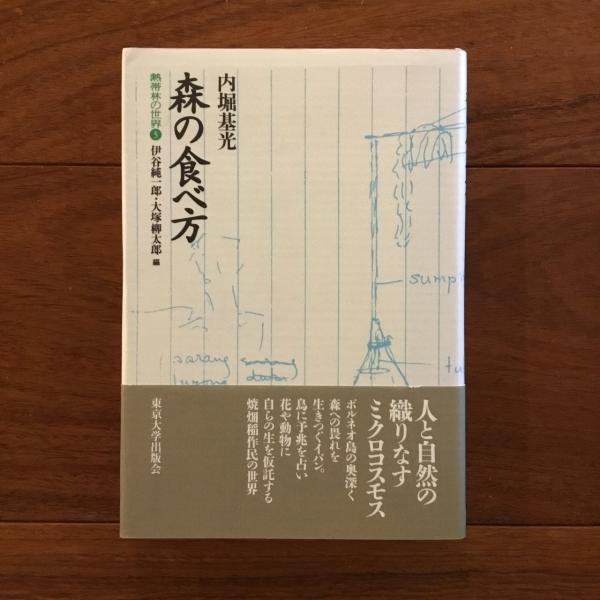 内堀基光
森の食べ方
熱帯林の世界5
伊谷純一郎・大塚柳太郎 編
sumpi
tu
sarang
人と自然の
織りなす
ミクロコスモス
ボルネオ島の奥深く
森への畏れを
生きつぐイバン。
鳥に予兆を占い
花や動物に
自らの生を仮託する
焼畑稲作民の世界
東京大学出版会